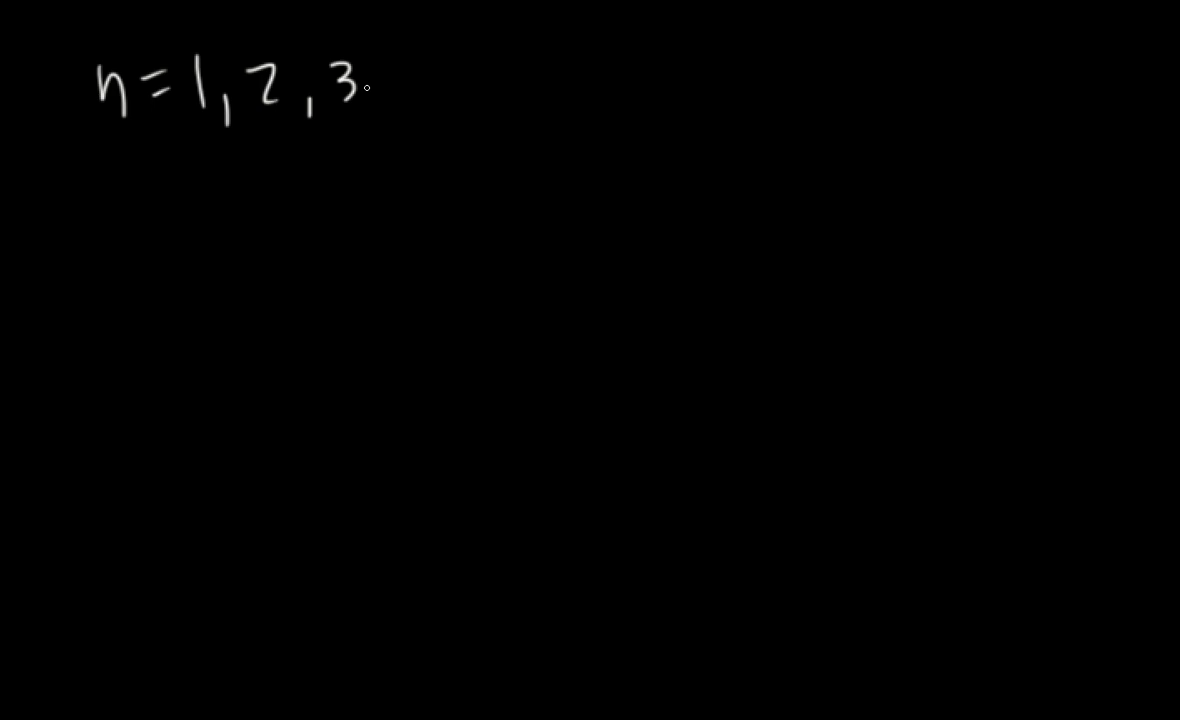 n = 1, 2, 3